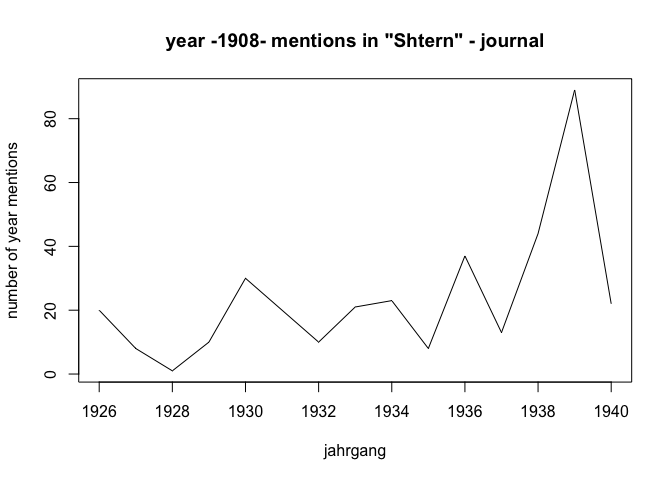 year -1908- mentions in "Shtern" - journal
number of year mentions
80
60
40
20
0
1926 1928 1930 1932 1934 1936 1938 1940
jahrgang